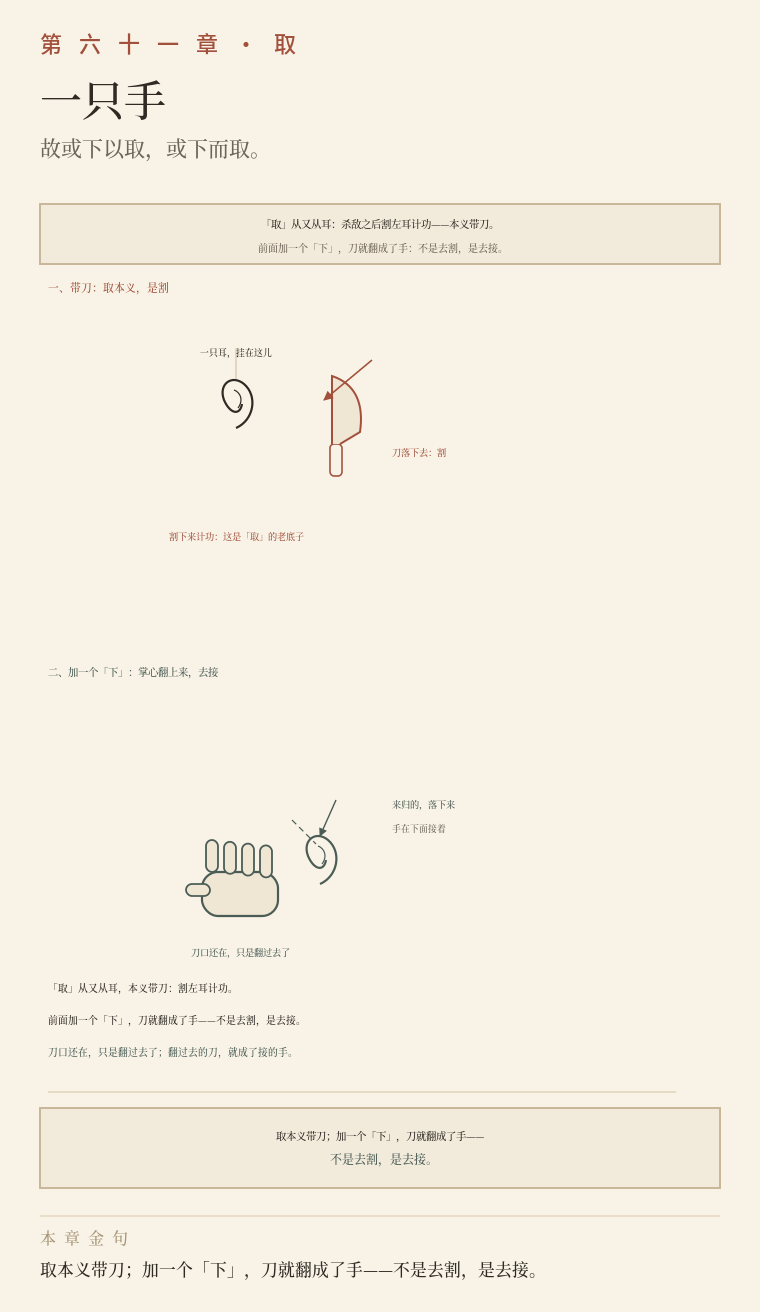 第六十一章·取
一只手
故或下以取，或下而取。
「取」从又从耳：杀敌之后割左耳计功——本义带刀。
前面加一个「下」，刀就翻成了手：不是去割，是去接。
一、带刀：取本义，是割
一只耳，挂在这儿
刀落下去：割
割下来计功：这是「取」的老底子
二、加一个「下」：掌心翻上来，去接
来归的，落下来
手在下面接着
刀口还在，只是翻过去了
「取」从又从耳，本义带刀：割左耳计功。
前面加一个「下」，刀就翻成了手——不是去割，是去接。
刀口还在，只是翻过去了；翻过去的刀，就成了接的手。
取本义带刀；加一个「下」，刀就翻成了手——
不是去割，是去接。
本章金句
取本义带刀；加一个「下」，刀就翻成了手——不是去割，是去接。